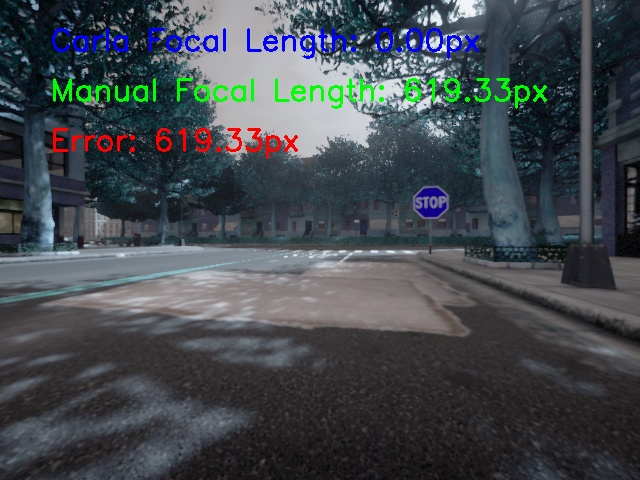 Carla Focal Length: 0.00px
Manual Focal Length: 619.33px
Error: 619.33px
STOP